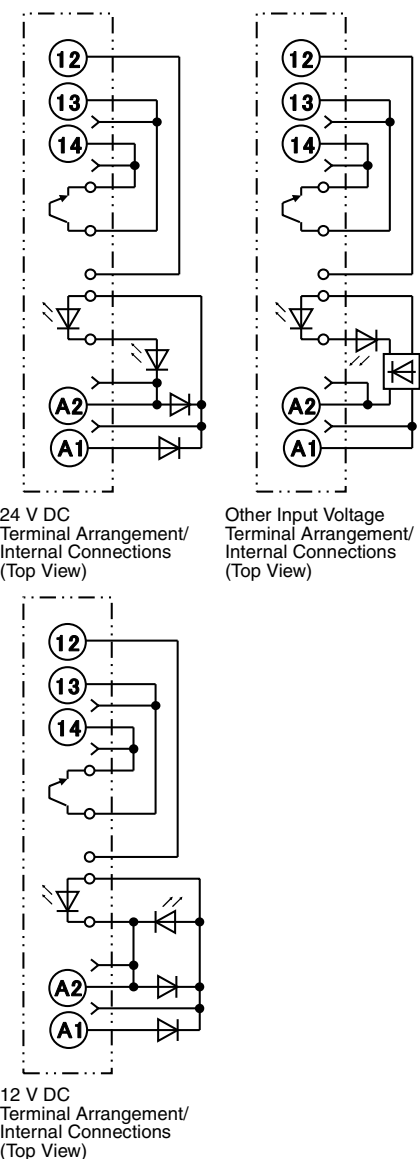 12
13
14
A2
A1
24 V DC
Terminal Arrangement/
Internal Connections
(Top View)
12
13
14
A2
A1
Other Input Voltage
Terminal Arrangement/
Internal Connections
(Top View)
12
13
14
A2
A1
12 V DC
Terminal Arrangement/
Internal Connections
(Top View)